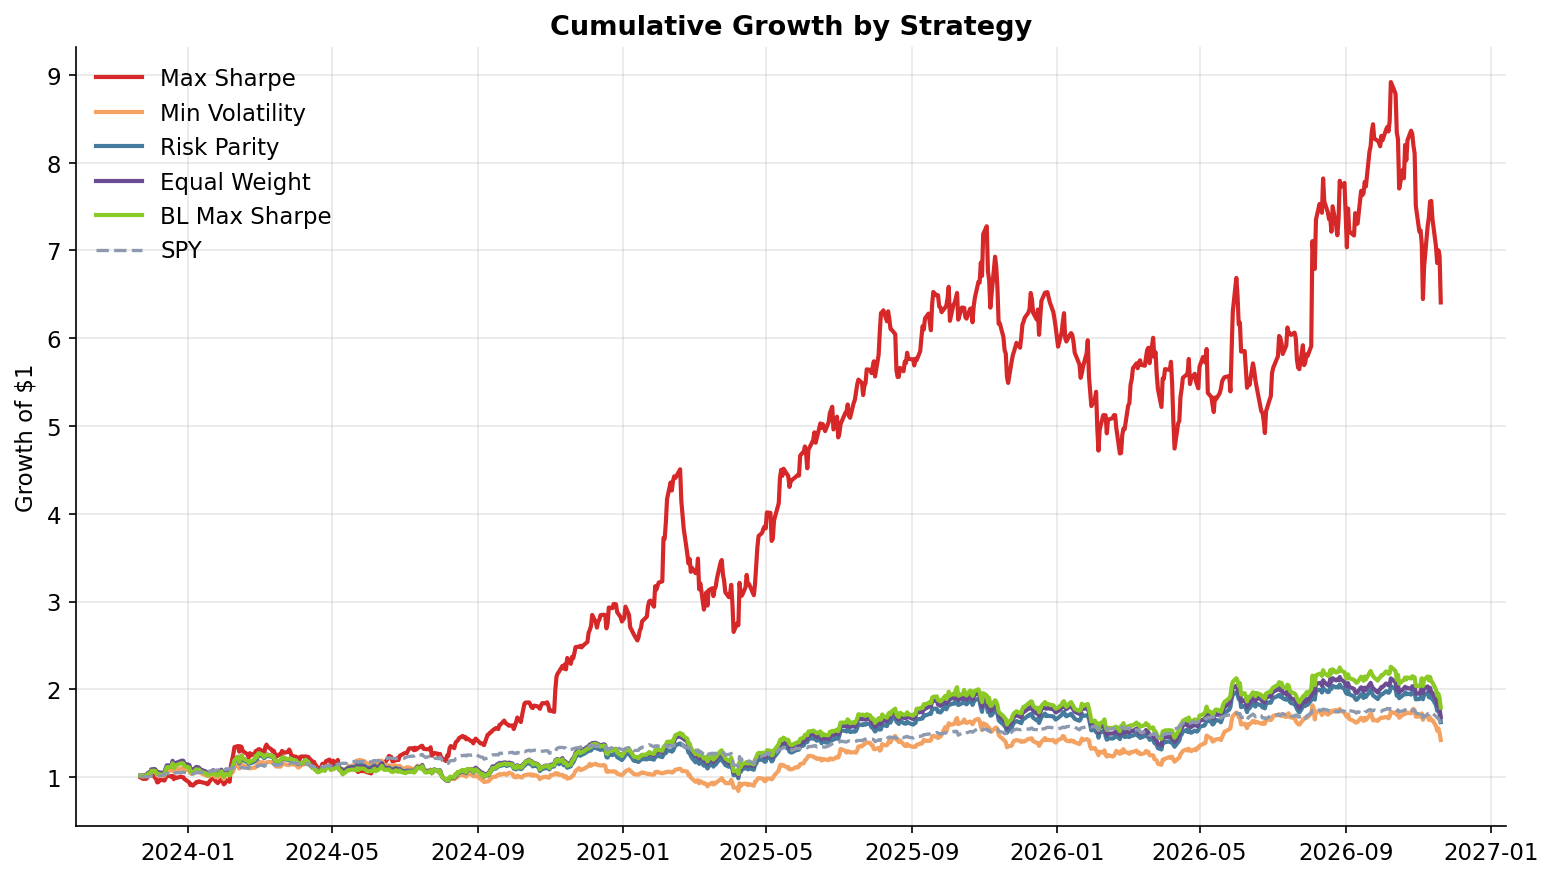 Cumulative Growth by Strategy
Max Sharpe
Min Volatility
Risk Parity
Equal Weight
BL Max Sharpe
SPY
Growth of $1
9
8
7
6
5
4
3
2
1
2024-01 2024-05 2024-09 2025-01 2025-05 2025-09 2026-01 2026-05 2026-09 2027-01